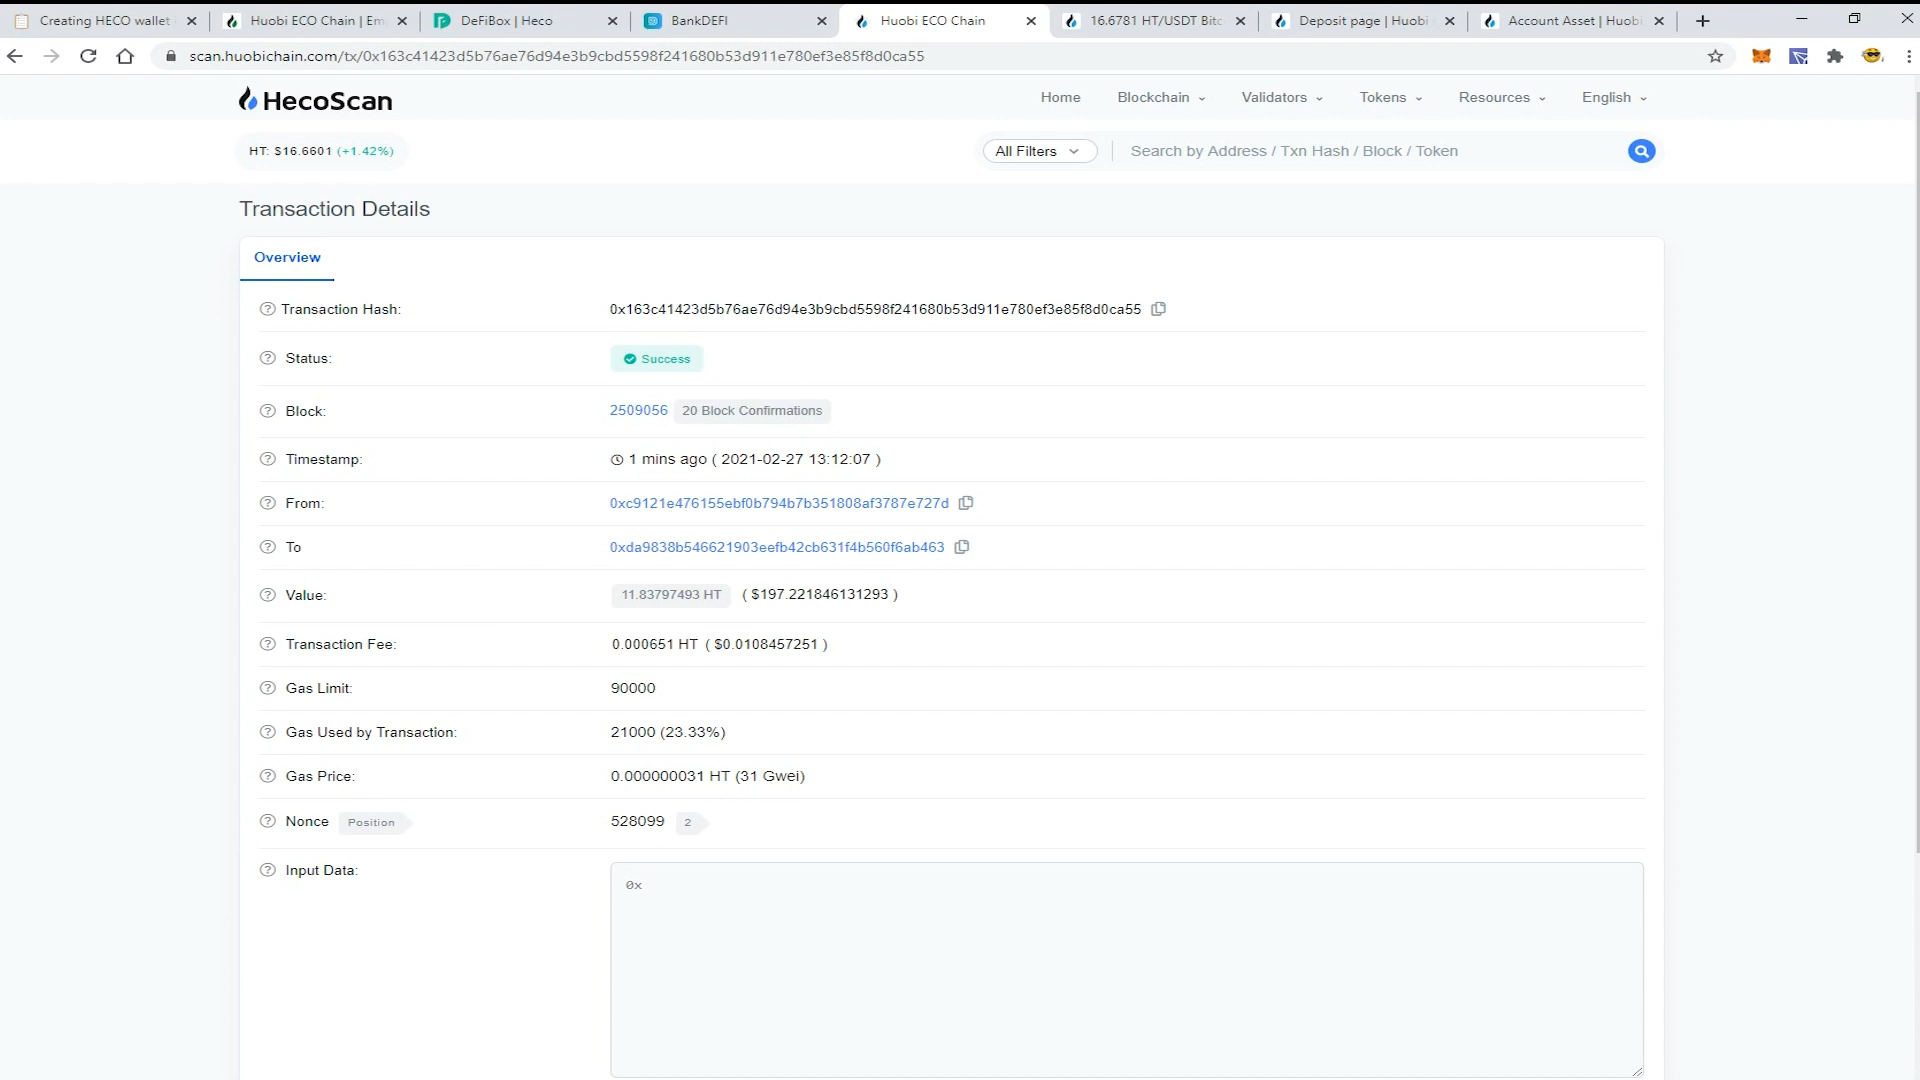 Creating HECO wallet
Huobi ECO Chain | Em
DeFiBox | Heco
BankDEFI
Huobi ECO Chain
16.6781 HT/USDT Bitc
Deposit page | Huobi
Account Asset | Huobi
scan.huobichain.com/tx/0x163c41423d5b76ae76d94e3b9cbd5598f241680b53d911e780ef3e85f8d0ca55
HecoScan
Home
Blockchain
Validators
Tokens
Resources
English
HT: $16.6601 (+1.42%)
All Filters
Search by Address / Txn Hash / Block / Token
Transaction Details
Overview
Transaction Hash: 0x163c41423d5b76ae76d94e3b9cbd5598f241680b53d911e780ef3e85f8d0ca55
Status: Success
Block: 2509056 20 Block Confirmations
Timestamp: 1 mins ago ( 2021-02-27 13:12:07 )
From: 0xc9121e476155ebf0b794b7b351808af3787e727d
To 0xda9838b546621903eefb42cb631f4b560f6ab463
Value: 11.83797493 HT ( $197.221846131293 )
Transaction Fee: 0.000651 HT ( $0.0108457251 )
Gas Limit: 90000
Gas Used by Transaction: 21000 (23.33%)
Gas Price: 0.000000031 HT (31 Gwei)
Nonce Position 528099 2
Input Data: 0x